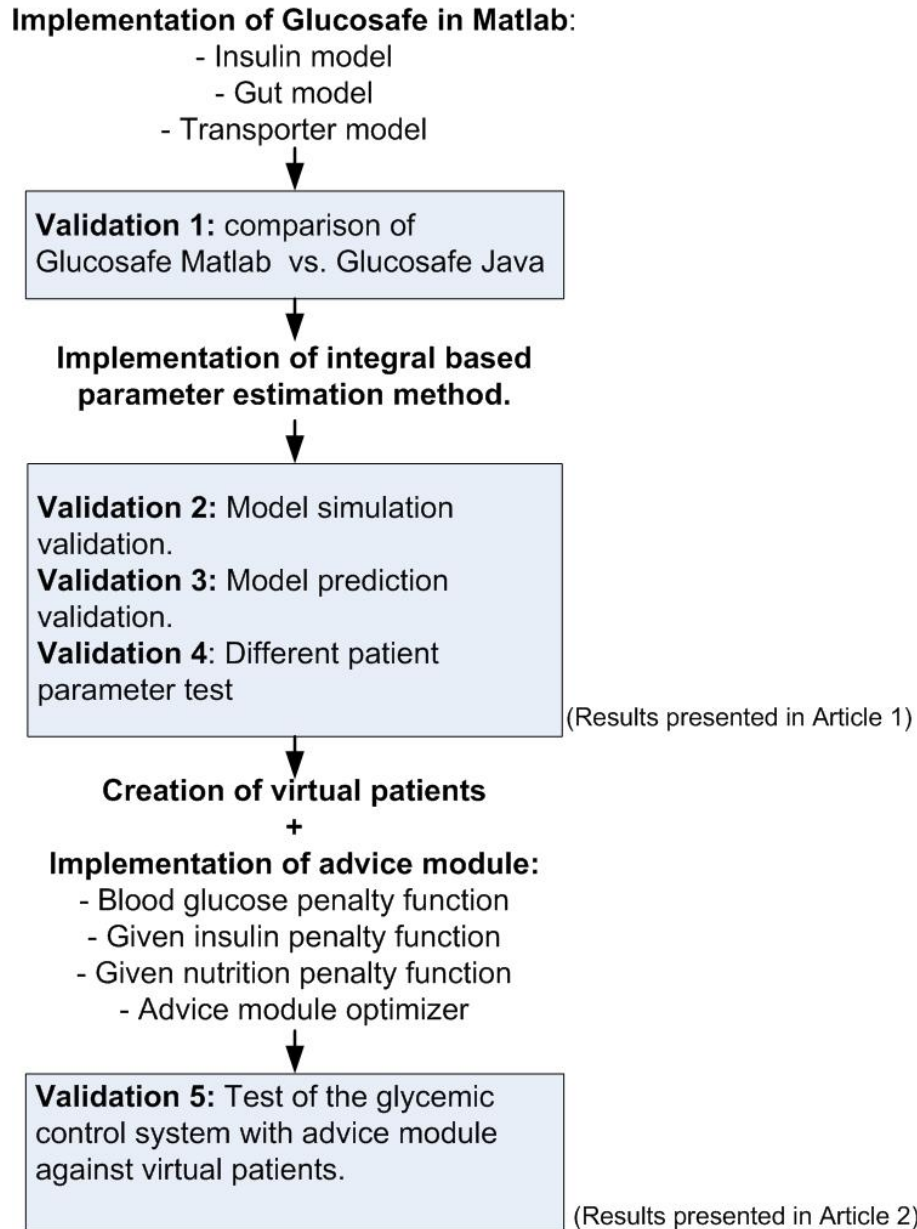 Implementation of Glucosafe in Matlab:
- Insulin model
- Gut model
- Transporter model
Validation 1: comparison of
Glucosafe Matlab vs. Glucosafe Java
Implementation of integral based
parameter estimation method.
Validation 2: Model simulation
validation.
Validation 3: Model prediction
validation.
Validation 4: Different patient
parameter test
(Results presented in Article 1)
Creation of virtual patients
+
Implementation of advice module:
- Blood glucose penalty function
- Given insulin penalty function
- Given nutrition penalty function
- Advice module optimizer
Validation 5: Test of the glycemic
control system with advice module
against virtual patients.
(Results presented in Article 2)